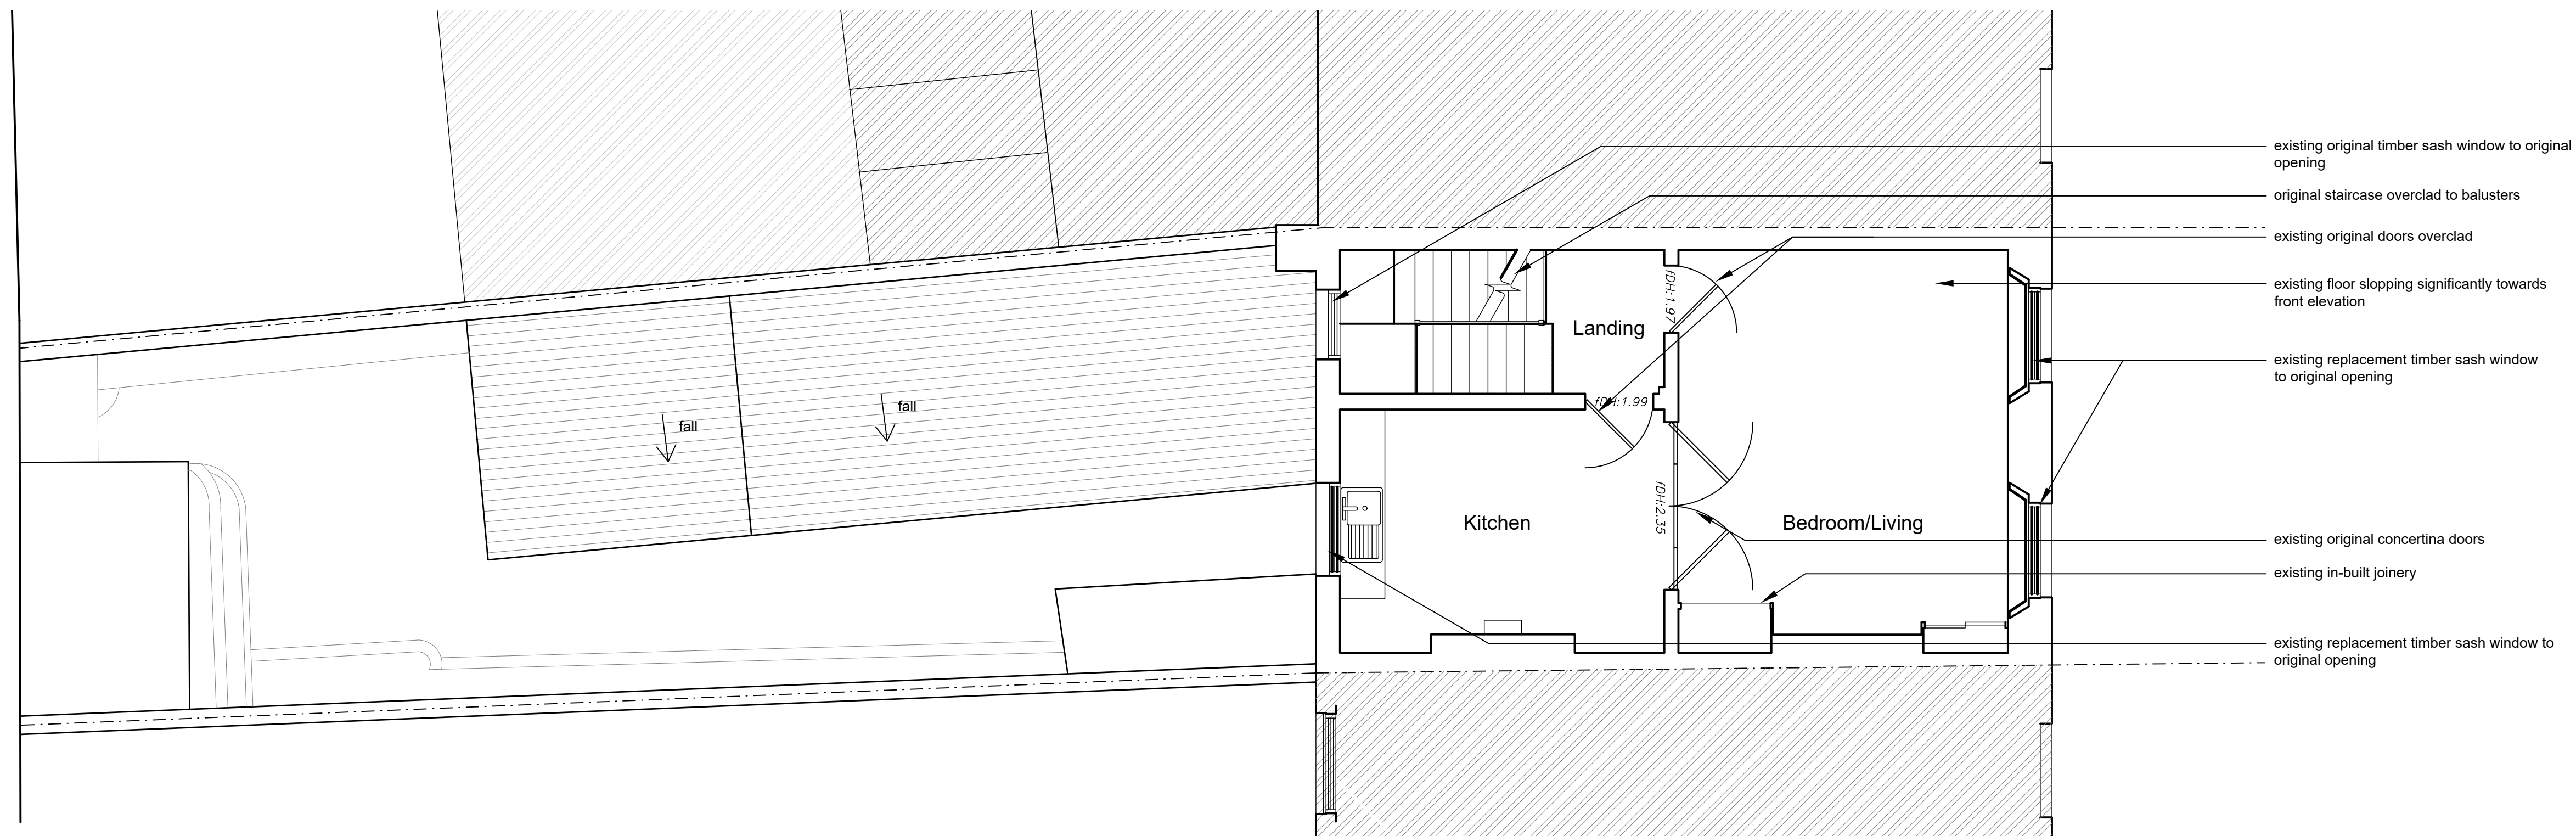 existing original timber sash window to original
opening
original staircase overclad to balusters
existing original doors overclad
existing floor slopping significantly towards
front elevation
existing replacement timber sash window
to original opening
existing original concertina doors
existing in-built joinery
existing replacement timber sash window to
original opening
Landing
fDH:1.97
fDH:1.99
fall
fall
Kitchen
fDH:2.35
Bedroom/Living